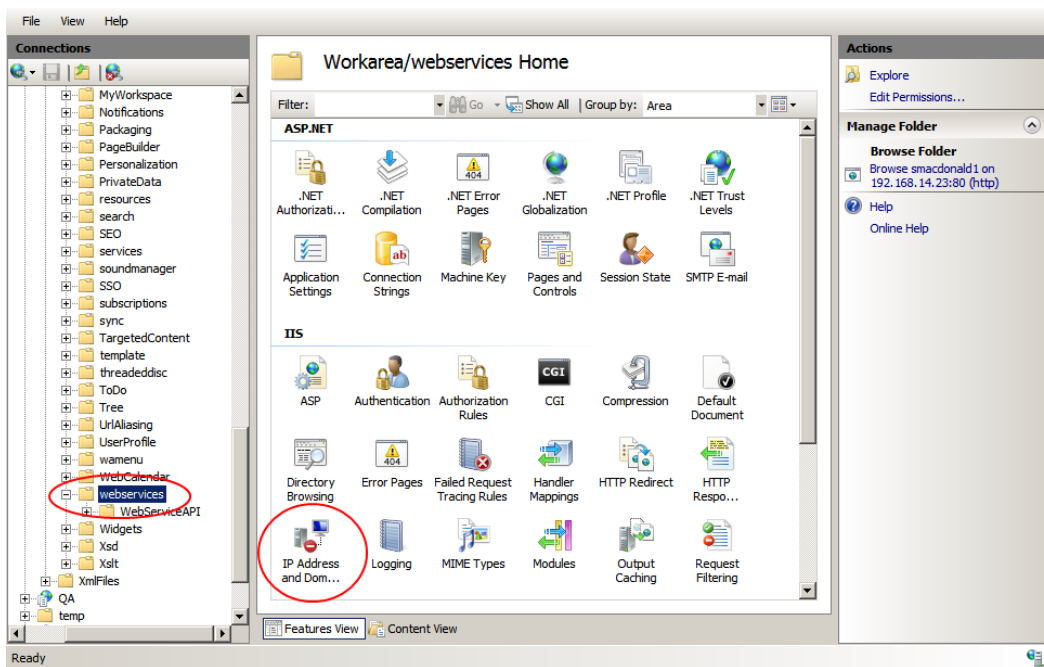 File View Help
Connections
MyWorkspace
Notifications
Packaging
PageBuilder
Personalization
PrivateData
resources
search
SEO
services
soundmanager
SSO
subscriptions
sync
TargetedContent
template
threadeddisc
ToDo
Tree
UrlAliasing
UserProfile
wamenu
WebCalendar
webservices
WebServiceAPI
Widgets
Xsd
Xslt
XmlFiles
QA
temp
Workarea/webservices Home
Filter: Go Show All Group by: Area
ASP.NET
.NET Authorizati...
.NET Compilation
.NET Error Pages
404
.NET Globalization
.NET Profile
.NET Trust Levels
Application Settings
ab
Connection Strings
Machine Key
Pages and Controls
Session State
SMTP E-mail
IIS
ASP
Authentication
Authorization Rules
CGI
CGI
Compression
Default Document
Directory Browsing
404
Error Pages
Failed Request Tracing Rules
Handler Mappings
HTTP Redirect
HTTP Respo...
IP Address and Dom...
Logging
MIME Types
Modules
Output Caching
Request Filtering
Features View Content View
Actions
Explore
Edit Permissions...
Manage Folder
Browse Folder
Browse smacdonald1 on
192.168.14.23:80 (http)
Help
Online Help
Ready